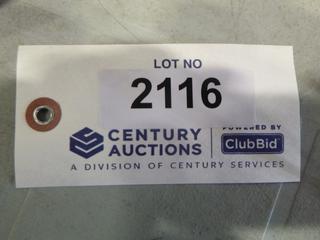 LOT NO
2116
CENTURY AUCTIONS
POWERED BY
ClubBid
A DIVISION OF CENTURY SERVICES